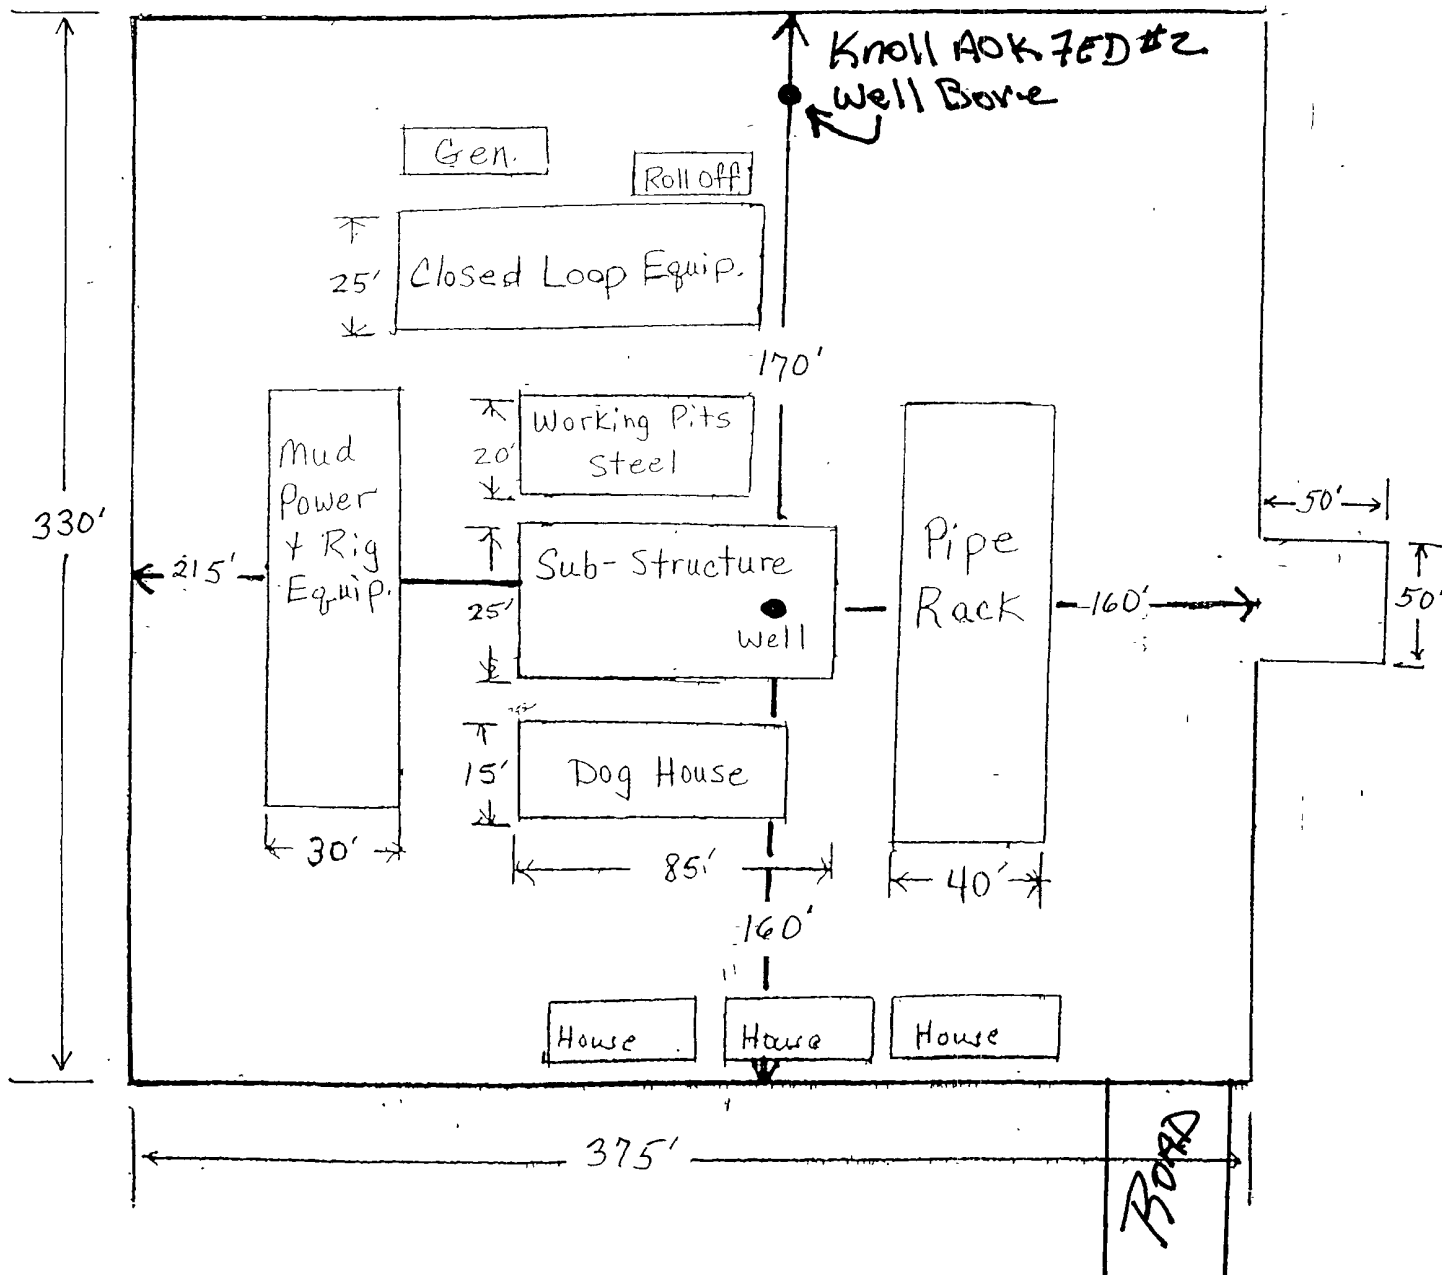 Knoll AOK FED #2
Well Bore
Gen.
Roll off
25'
Closed Loop Equip.
170'
Working Pits
Steel
20'
Mud
Power
+ Rig
Equip.
330'
215'
Sub-Structure
25'
Well
Pipe
Rack
160'
50'
50'
15'
Dog House
30'
85'
40'
160'
House
House
House
375'
ROAD